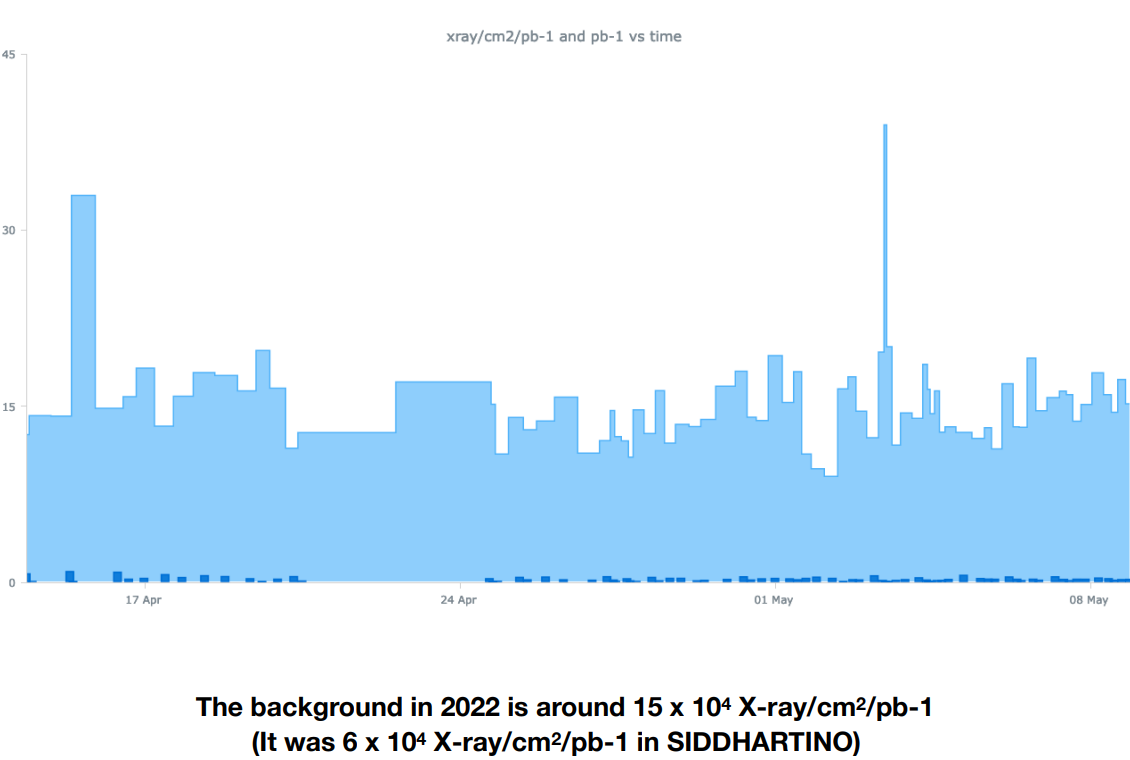 xray/cm2/pb-1 and pb-1 vs time
45
30
15
0
17 Apr 24 Apr 01 May 08 May
The background in 2022 is around 15 x 10⁴ X-ray/cm²/pb-1
(It was 6 x 10⁴ X-ray/cm²/pb-1 in SIDDHARTINO)